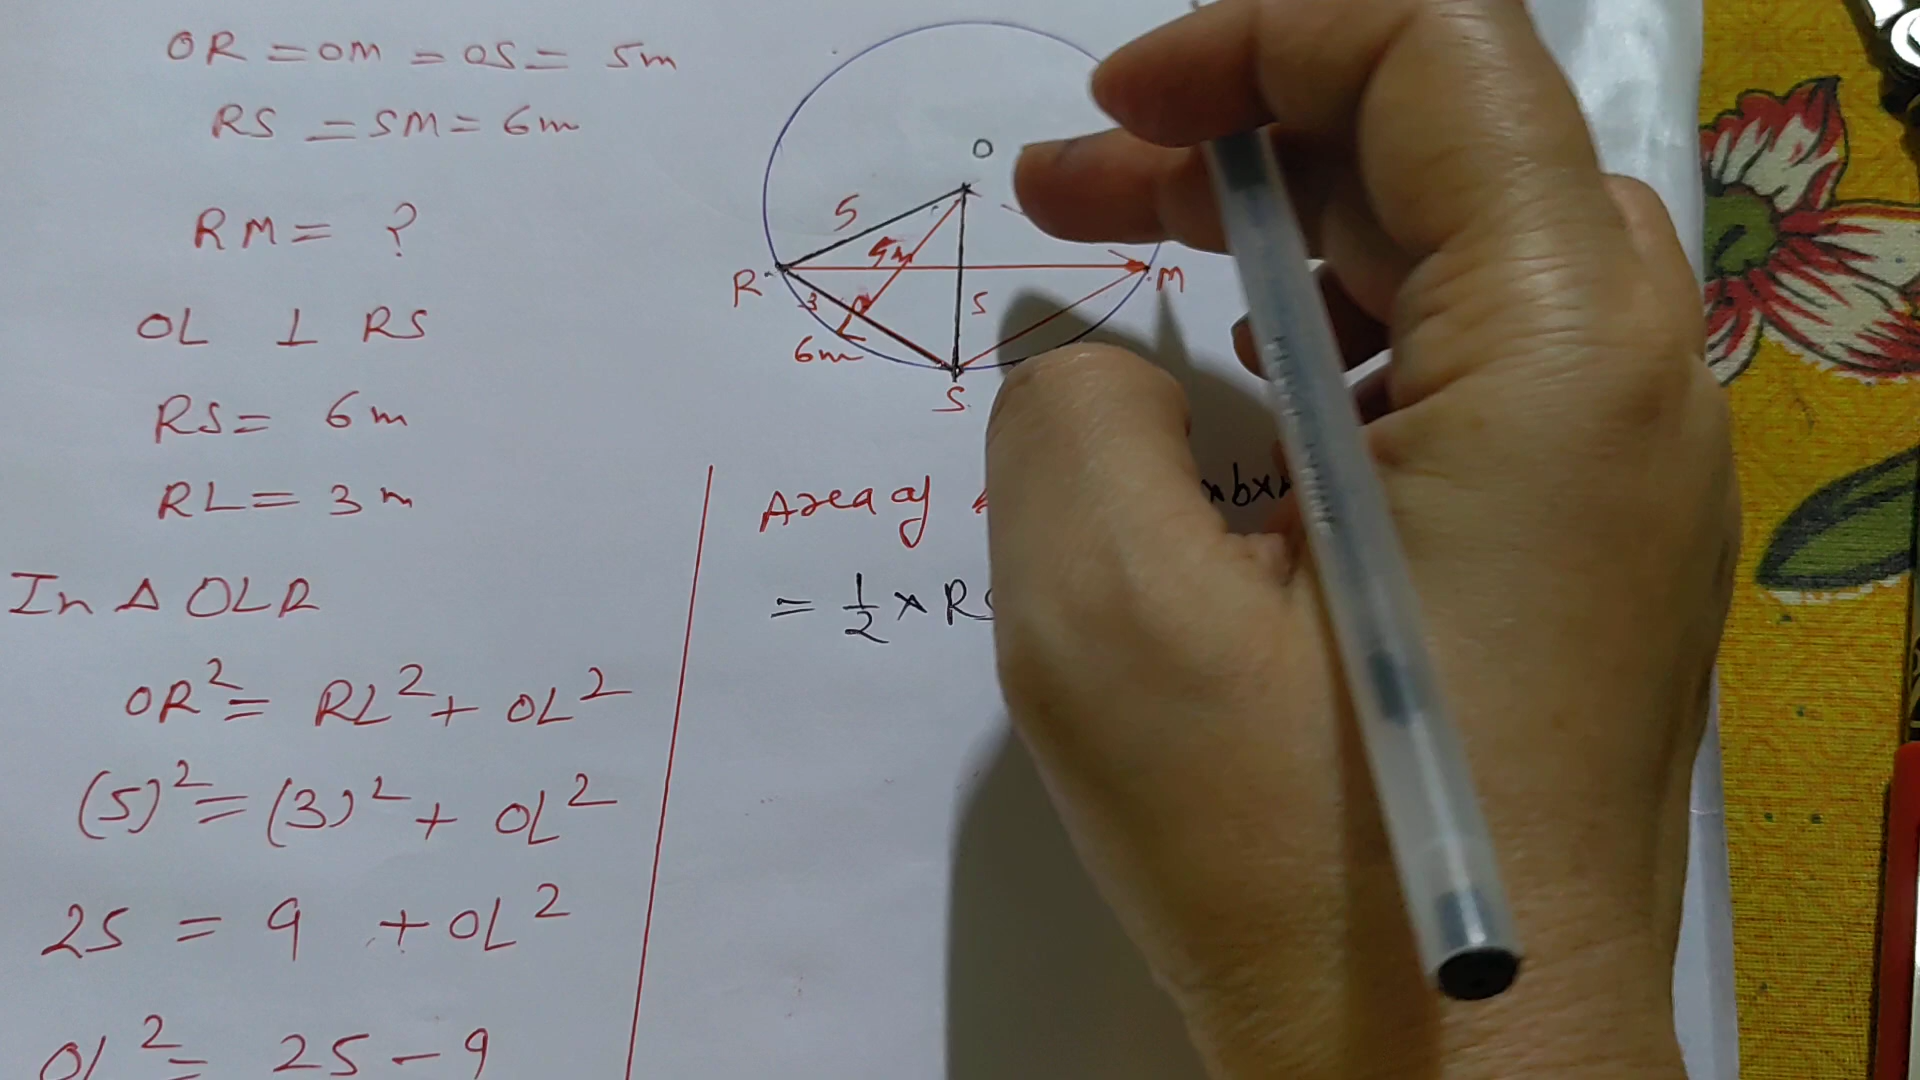 OR = OM = OS = 5m
RS = SM = 6m
RM = ?
OL ⊥ RS
RS = 6m
RL = 3m
In Δ OLR
OR² = RL² + OL²
(5)² = (3)² + OL²
25 = 9 + OL²
OL² = 25 - 9
O
5
5m
R
M
3
5
6m
S
Area of
×b×
= 1/2 × RS